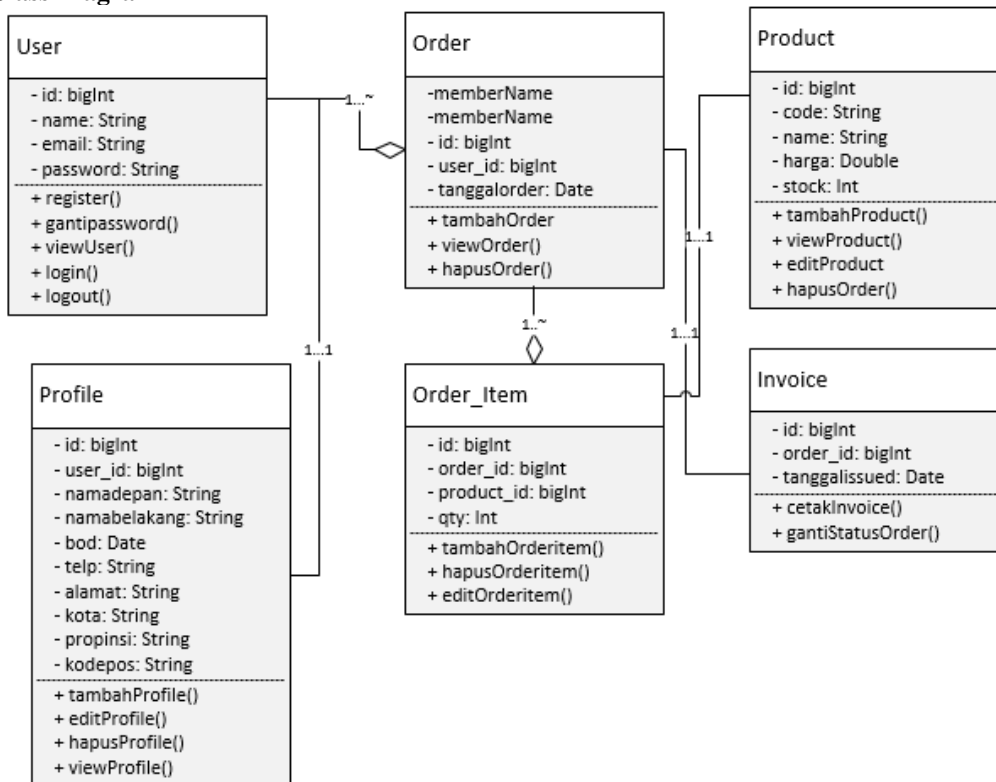 User
- id: bigInt
- name: String
- email: String
- password: String
+ register()
+ gantipassword()
+ viewUser()
+ login()
+ logout()
1...~
Order
-memberName
-memberName
- id: bigInt
- user_id: bigInt
- tanggalorder: Date
+ tambahOrder
+ viewOrder()
+ hapusOrder()
Product
- id: bigInt
- code: String
- name: String
- harga: Double
- stock: Int
+ tambahProduct()
+ viewProduct()
+ editProduct
+ hapusOrder()
1...1
1...1
1...1
1...~
Profile
- id: bigInt
- user_id: bigInt
- namadepan: String
- namabelakang: String
- bod: Date
- telp: String
- alamat: String
- kota: String
- propinsi: String
- kodepos: String
+ tambahProfile()
+ editProfile()
+ hapusProfile()
+ viewProfile()
Order_Item
- id: bigInt
- order_id: bigInt
- product_id: bigInt
- qty: Int
+ tambahOrderitem()
+ hapusOrderitem()
+ editOrderitem()
Invoice
- id: bigInt
- order_id: bigInt
- tanggalissued: Date
+ cetakInvoice()
+ gantiStatusOrder()